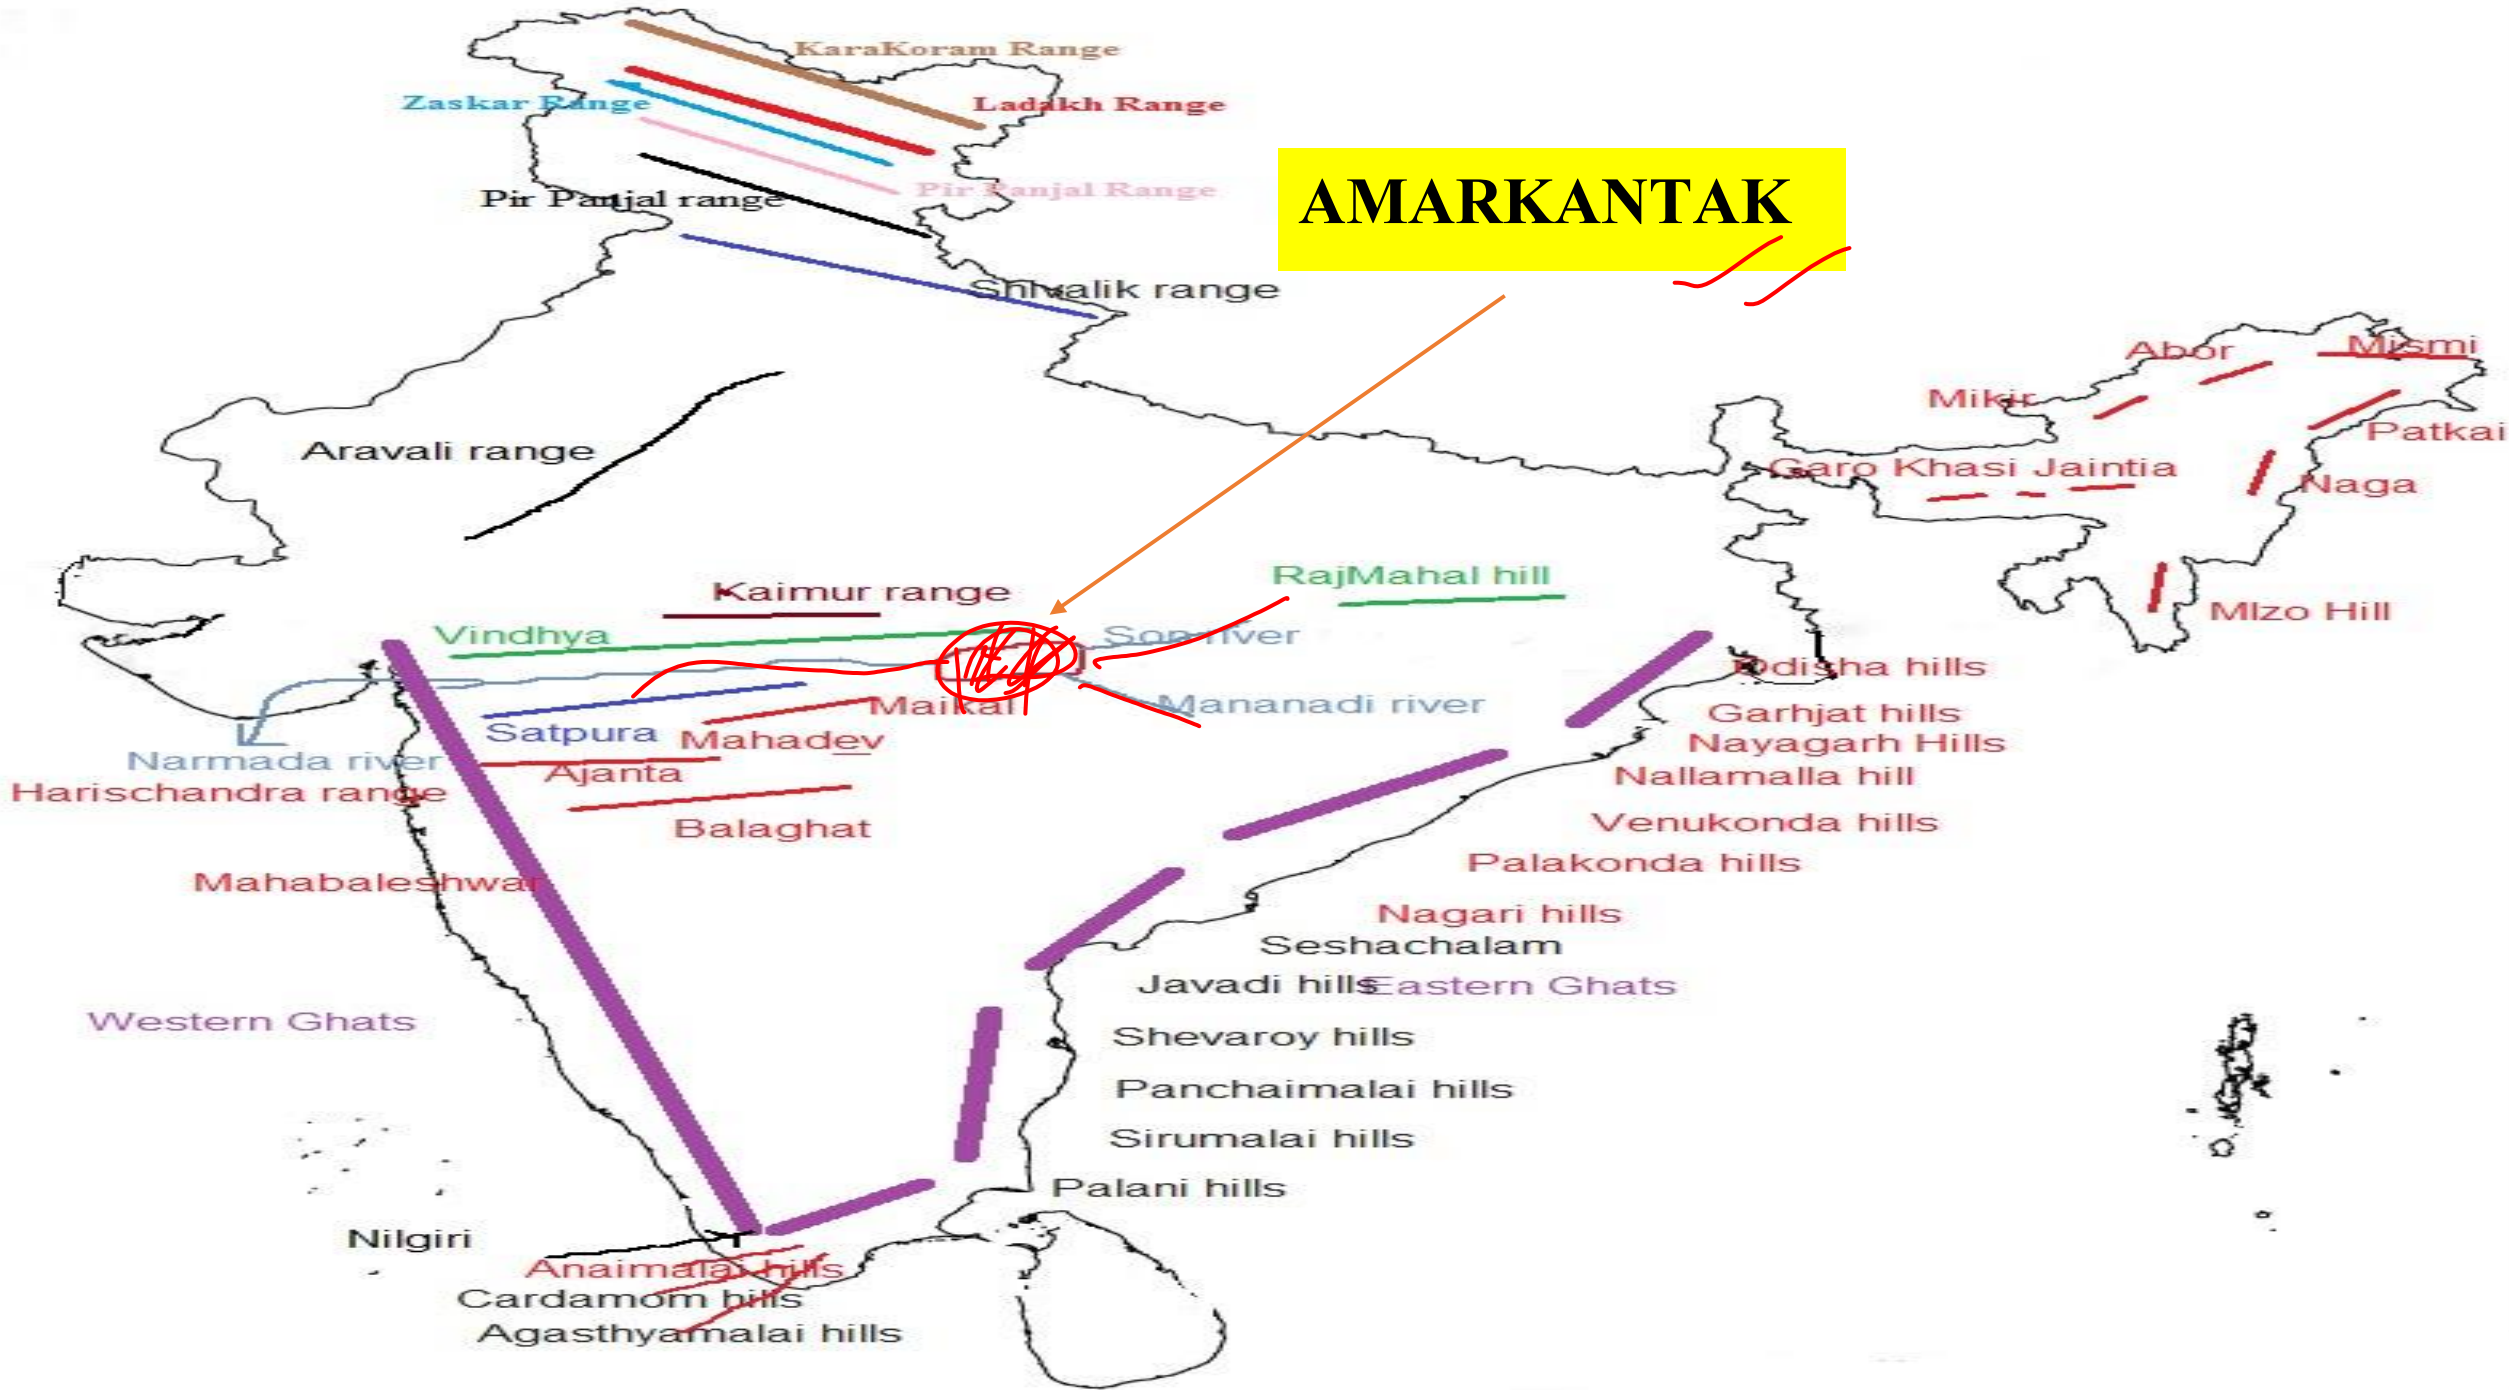 KaraKoram Range
Zaskar Range
Ladakh Range
Pir Panjal Range
Pir Panjal range
AMARKANTAK
Shivalik range
Abor
Mismi
Mikir
Patkai
Aravali range
Garo Khasi Jaintia
Naga
Kaimur range
RajMahal hill
MIzo Hill
Vindhya
Son river
Odisha hills
Maikal
Mananadi river
Garhjat hills
Satpura
Mahadev
Nayagarh Hills
Narmada river
Ajanta
Nallamalla hill
Harischandra range
Balaghat
Venukonda hills
Palakonda hills
Mahabaleshwar
Nagari hills
Seshachalam
Javadi hills
Eastern Ghats
Western Ghats
Shevaroy hills
Panchaimalai hills
Sirumalai hills
Palani hills
Nilgiri
Anaimalai hills
Cardamom hills
Agasthyamalai hills